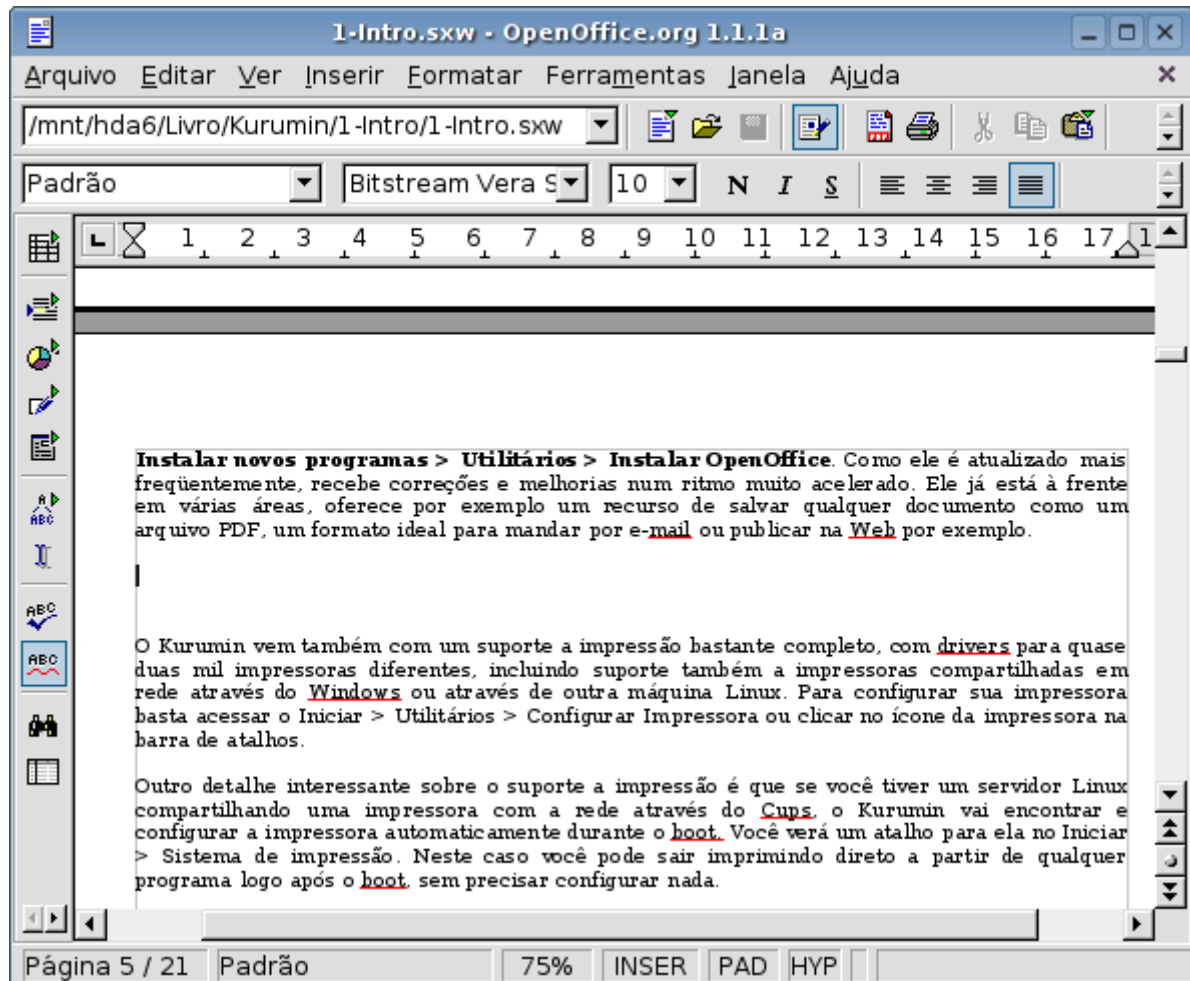 1-Intro.sxw - OpenOffice.org 1.1.1a
Arquivo Editar Ver Inserir Formatar Ferramentas Janela Ajuda
/mnt/hda6/Livro/Kurumin/1-Intro/1-Intro.sxw
Padrão Bitstream Vera S 10 N I S
1 2 3 4 5 6 7 8 9 10 11 12 13 14 15 16 17 1
Instalar novos programas > Utilitários > Instalar OpenOffice. Como ele é atualizado mais
freqüentemente, recebe correções e melhorias num ritmo muito acelerado. Ele já está à frente
em várias áreas, oferece por exemplo um recurso de salvar qualquer documento como um
arquivo PDF, um formato ideal para mandar por e-mail ou publicar na Web por exemplo.
ABC
ABC
ABC
O Kurumin vem também com um suporte a impressão bastante completo, com drivers para quase
duas mil impressoras diferentes, incluindo suporte também a impressoras compartilhadas em
rede através do Windows ou através de outra máquina Linux. Para configurar sua impressora
basta acessar o Iniciar > Utilitários > Configurar Impressora ou clicar no ícone da impressora na
barra de atalhos.
Outro detalhe interessante sobre o suporte a impressão é que se você tiver um servidor Linux
compartilhando uma impressora com a rede através do Cups, o Kurumin vai encontrar e
configurar a impressora automaticamente durante o boot. Você verá um atalho para ela no Iniciar
> Sistema de impressão. Neste caso você pode sair imprimindo direto a partir de qualquer
programa logo após o boot, sem precisar configurar nada.
Página 5 / 21 Padrão 75% INSER PAD HYP